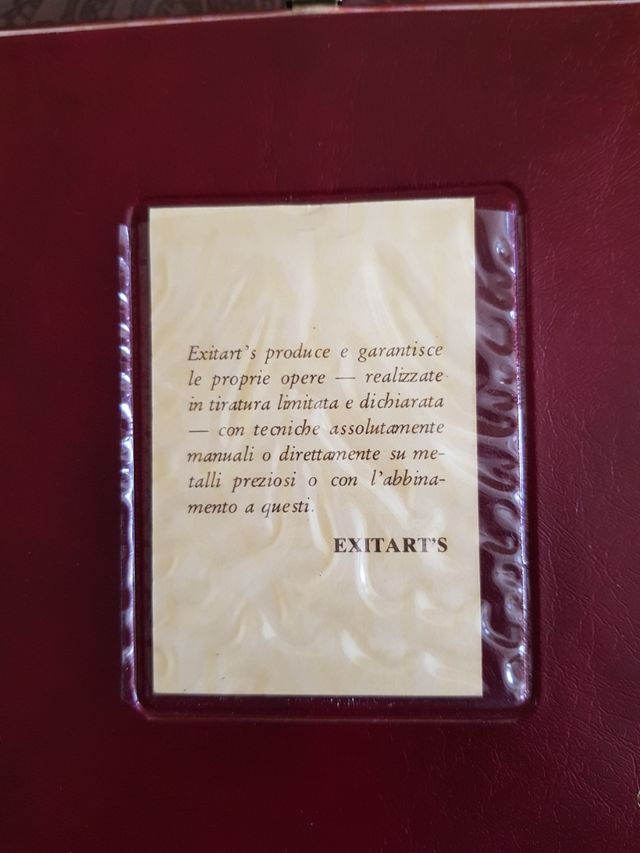 Exitart's produce e garantisce
le proprie opere — realizzate
in tiratura limitata e dichiarata
— con tecniche assolutamente
manuali o direttamente su me-
talli preziosi o con l'abbina-
mento a questi.
EXITART'S